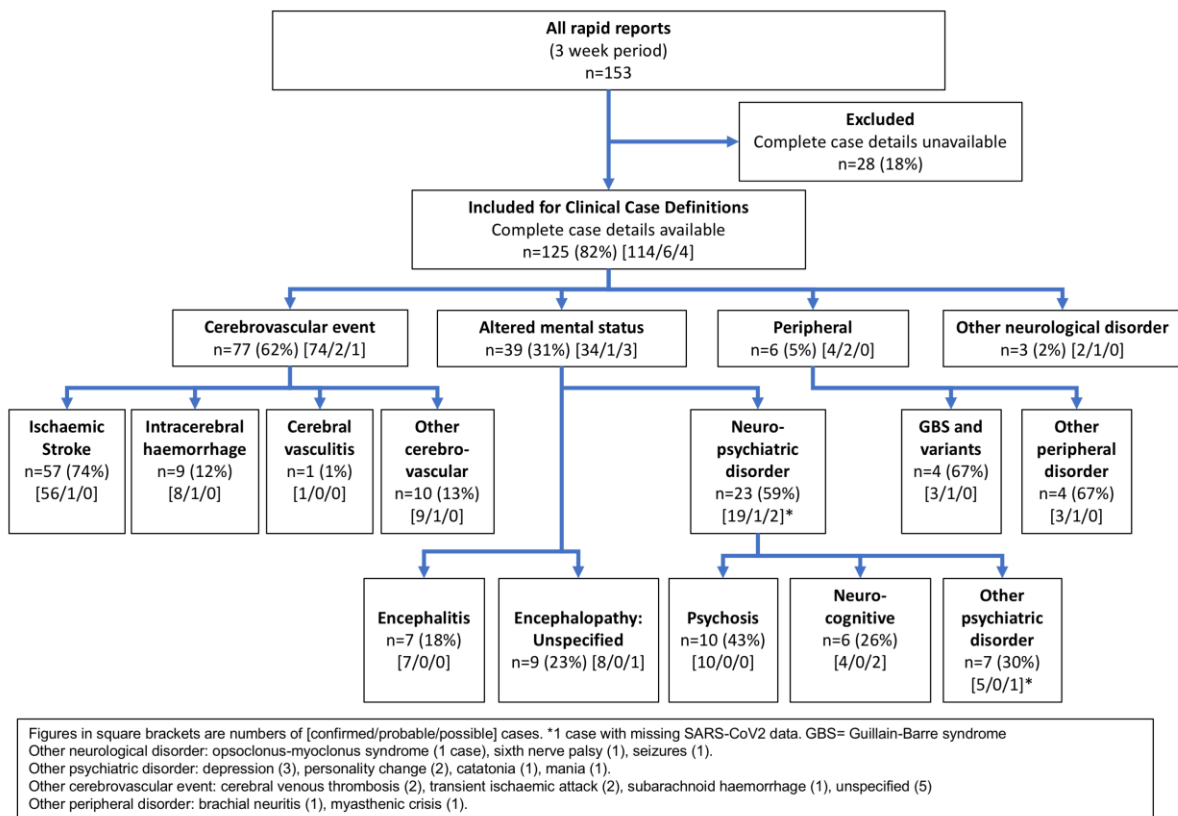 All rapid reports
(3 week period)
n=153
Excluded
Complete case details unavailable
n=28 (18%)
Included for Clinical Case Definitions
Complete case details available
n=125 (82%) [114/6/4]
Cerebrovascular event
n=77 (62%) [74/2/1]
Altered mental status
n=39 (31%) [34/1/3]
Peripheral
n=6 (5%) [4/2/0]
Other neurological disorder
n=3 (2%) [2/1/0]
Ischaemic
Stroke
n=57 (74%)
[56/1/0]
Intracerebral
haemorrhage
n=9 (12%)
[8/1/0]
Cerebral
vasculitis
n=1 (1%)
[1/0/0]
Other
cerebro-
vascular
n=10 (13%)
[9/1/0]
Neuro-
psychiatric
disorder
n=23 (59%)
[19/1/2]*
GBS and
variants
n=4 (67%)
[3/1/0]
Other
peripheral
disorder
n=4 (67%)
[3/1/0]
Encephalitis
n=7 (18%)
[7/0/0]
Encephalopathy:
Unspecified
n=9 (23%) [8/0/1]
Psychosis
n=10 (43%)
[10/0/0]
Neuro-
cognitive
n=6 (26%)
[4/0/2]
Other
psychiatric
disorder
n=7 (30%)
[5/0/1]*
Figures in square brackets are numbers of [confirmed/probable/possible] cases. *1 case with missing SARS-CoV2 data. GBS= Guillain-Barre syndrome
Other neurological disorder: opsoclonus-myoclonus syndrome (1 case), sixth nerve palsy (1), seizures (1).
Other psychiatric disorder: depression (3), personality change (2), catatonia (1), mania (1).
Other cerebrovascular event: cerebral venous thrombosis (2), transient ischaemic attack (2), subarachnoid haemorrhage (1), unspecified (5)
Other peripheral disorder: brachial neuritis (1), myasthenic crisis (1).